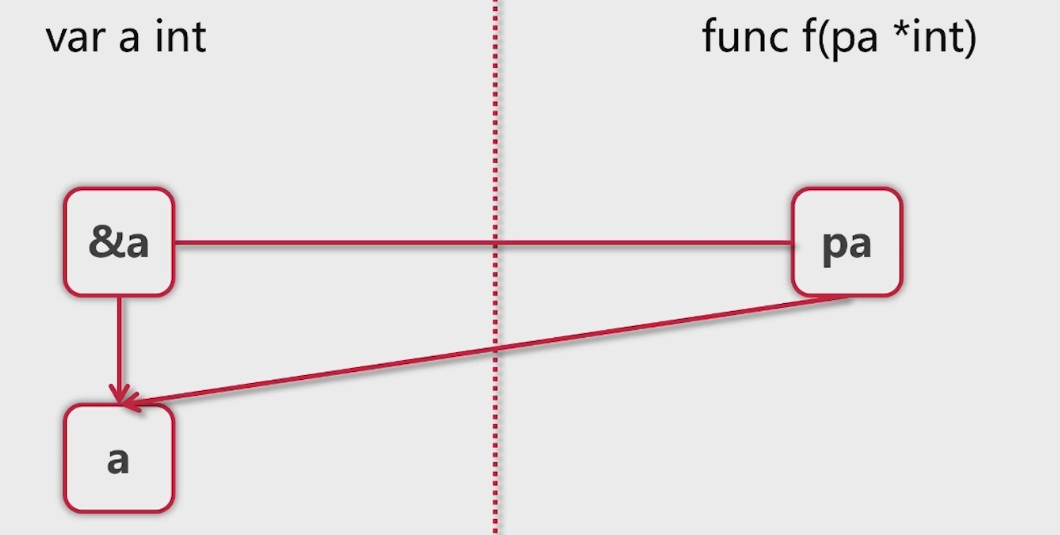 var a int
func f(pa *int)
&a
pa
a